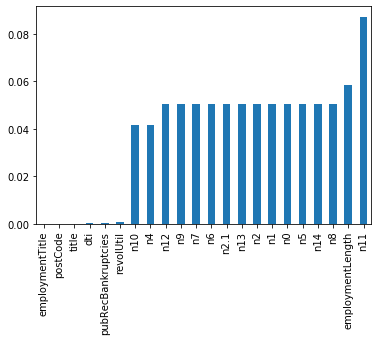 0.08
0.06
0.04
0.02
0.00
employmentTitle
postCode
title
dti
pubRecBankruptcies
revolUtil
n10
n4
n12
n9
n7
n6
n2.1
n13
n2
n1
n0
n5
n14
n8
employmentLength
n11